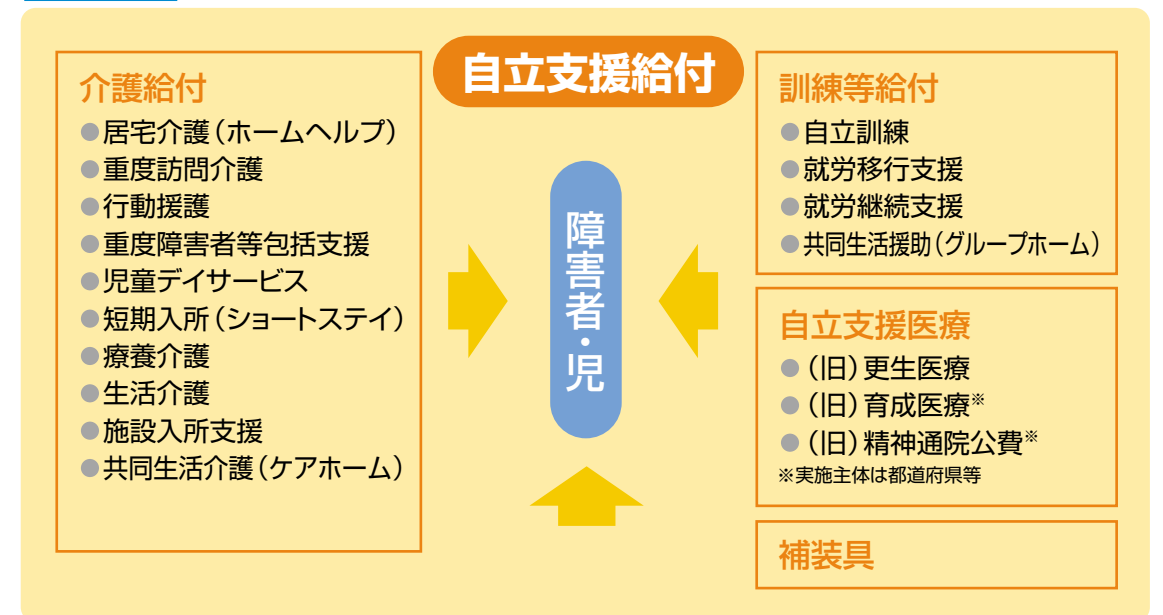 自立支援給付
介護給付
●居宅介護（ホームヘルプ）
●重度訪問介護
●行動援護
●重度障害者等包括支援
●児童デイサービス
●短期入所（ショートステイ）
●療養介護
●生活介護
●施設入所支援
●共同生活介護（ケアホーム）
障害者・児
訓練等給付
●自立訓練
●就労移行支援
●就労継続支援
●共同生活援助（グループホーム）
自立支援医療
●（旧）更生医療
●（旧）育成医療※
●（旧）精神通院公費※
※実施主体は都道府県等
補装具